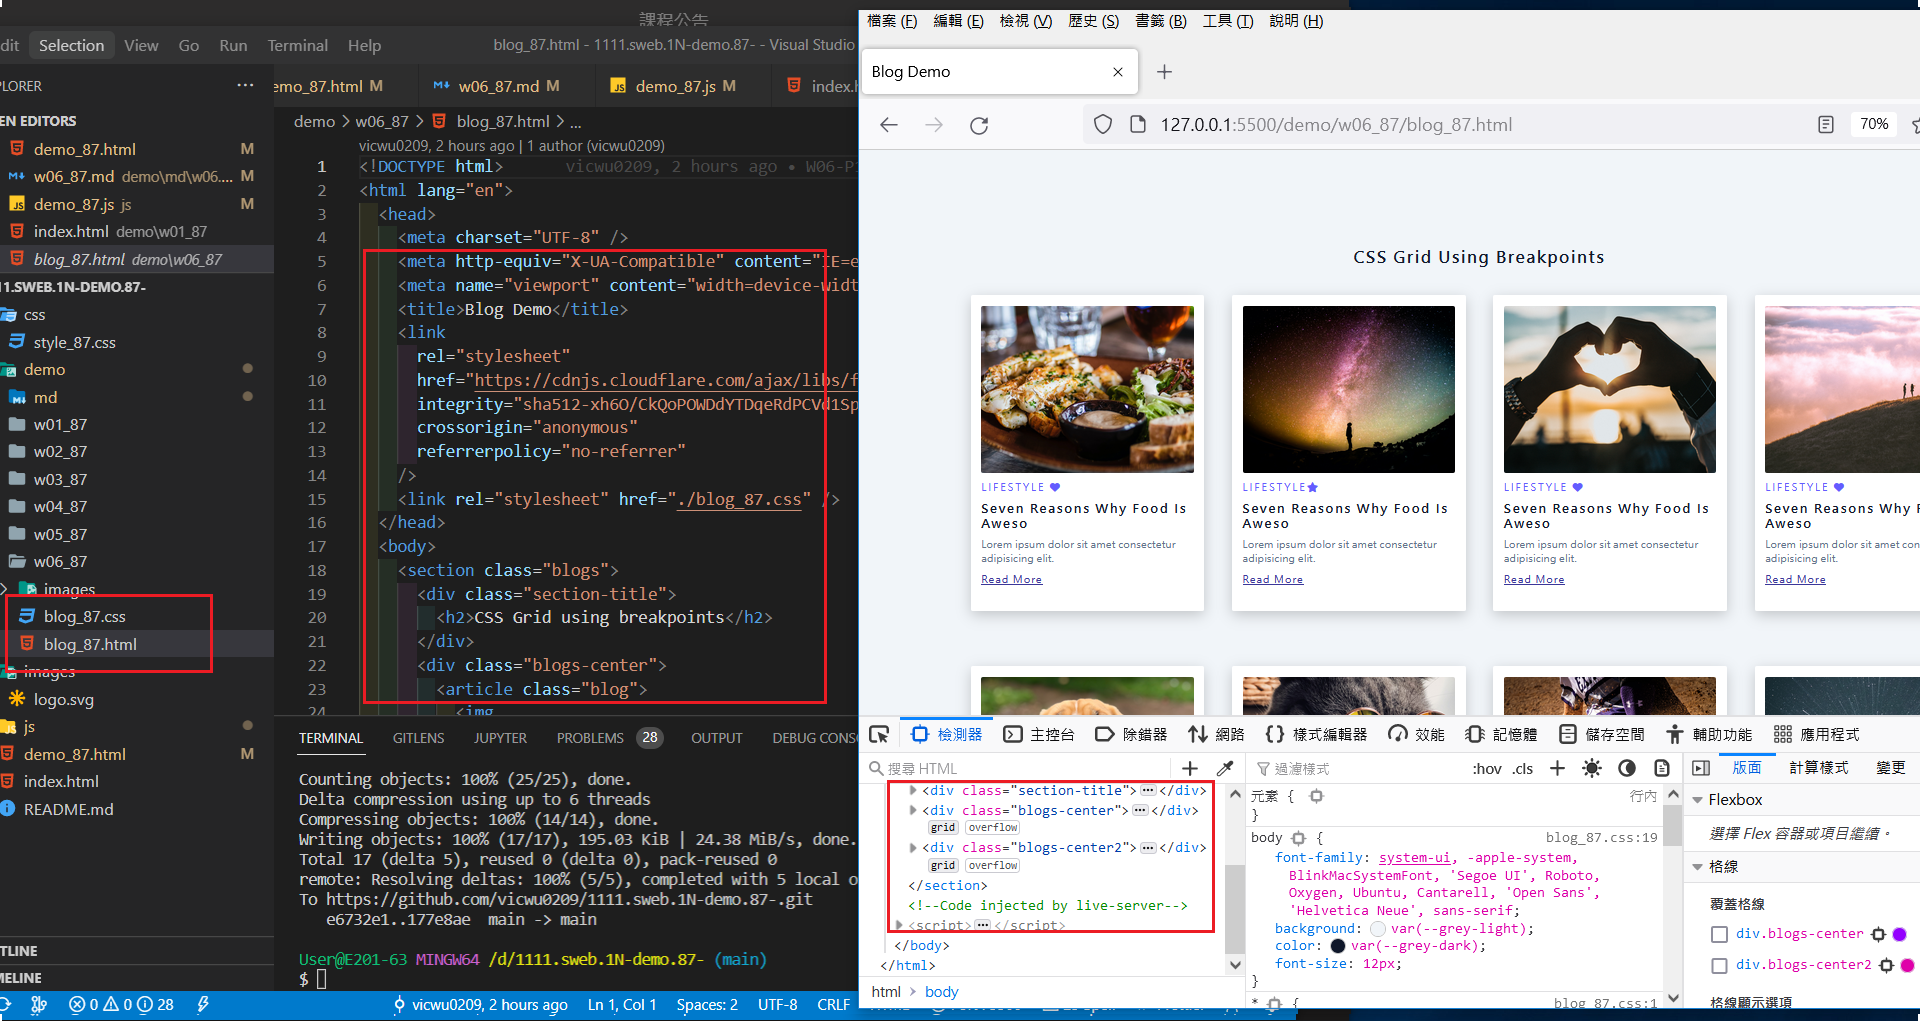 課程公告
dit Selection View Go Run Terminal Help blog_87.html - 1111.sweb.1N-demo.87- - Visual Studio
PLORER ···
EN EDITORS
demo_87.html M
w06_87.md demo\md\w06.... M
demo_87.js js M
index.html demo\w01_87
blog_87.html demo\w06_87
11.SWEB.1N-DEMO.87-
css
style_87.css
demo
md
w01_87
w02_87
w03_87
w04_87
w05_87
w06_87
images
blog_87.css
blog_87.html
images
logo.svg
js
demo_87.html M
index.html
README.md
TLINE
MELINE
emo_87.html M w06_87.md M demo_87.js M index.h
demo > w06_87 > blog_87.html > ...
vicwu0209, 2 hours ago | 1 author (vicwu0209)
1 <!DOCTYPE html> vicwu0209, 2 hours ago • W06-P1
2 <html lang="en">
3 <head>
4 <meta charset="UTF-8" />
5 <meta http-equiv="X-UA-Compatible" content="IE=e
6 <meta name="viewport" content="width=device-widt
7 <title>Blog Demo</title>
8 <link
9 rel="stylesheet"
10 href="https://cdnjs.cloudflare.com/ajax/libs/f
11 integrity="sha512-xh6O/CkQoPOWDdYTDqeRdPCVd1Sp
12 crossorigin="anonymous"
13 referrerpolicy="no-referrer"
14 />
15 <link rel="stylesheet" href="./blog_87.css" />
16 </head>
17 <body>
18 <section class="blogs">
19 <div class="section-title">
20 <h2>CSS Grid using breakpoints</h2>
21 </div>
22 <div class="blogs-center">
23 <article class="blog">
24 <img
TERMINAL GITLENS JUPYTER PROBLEMS 28 OUTPUT DEBUG CONSO
Counting objects: 100% (25/25), done.
Delta compression using up to 6 threads
Compressing objects: 100% (14/14), done.
Writing objects: 100% (17/17), 195.03 KiB | 24.38 MiB/s, done.
Total 17 (delta 5), reused 0 (delta 0), pack-reused 0
remote: Resolving deltas: 100% (5/5), completed with 5 local o
To https://github.com/vicwu0209/1111.sweb.1N-demo.87-.git
e6732e1..177e8ae main -> main
User@E201-63 MINGW64 /d/1111.sweb.1N-demo.87- (main)
$
0 0 28 vicwu0209, 2 hours ago Ln 1, Col 1 Spaces: 2 UTF-8 CRLF
檔案 (F) 編輯 (E) 檢視 (V) 歷史 (S) 書籤 (B) 工具 (T) 說明 (H)
Blog Demo
127.0.0.1:5500/demo/w06_87/blog_87.html 70%
CSS Grid Using Breakpoints
LIFESTYLE LIFESTYLE LIFESTYLE LIFESTYLE
Seven Reasons Why Food Is Seven Reasons Why Food Is Seven Reasons Why Food Is Seven Reasons Why F
Aweso Aweso Aweso Aweso
Lorem ipsum dolor sit amet consectetur Lorem ipsum dolor sit amet consectetur Lorem ipsum dolor sit amet consectetur Lorem ipsum dolor sit amet cons
adipisicing elit. adipisicing elit. adipisicing elit. adipisicing elit.
Read More Read More Read More Read More
檢測器 主控台 除錯器 網路 樣式編輯器 效能 記憶體 儲存空間 輔助功能 應用程式
搜尋 HTML
<div class="section-title"> ··· </div>
<div class="blogs-center"> ··· </div>
grid overflow
<div class="blogs-center2"> ··· </div>
grid overflow
</section>
<!--Code injected by live-server-->
<script> ··· </script>
</body>
</html>
html > body
過濾樣式 :hov .cls
元素 { 行內
}
body { blog_87.css:19
font-family: system-ui, -apple-system,
BlinkMacSystemFont, 'Segoe UI', Roboto,
Oxygen, Ubuntu, Cantarell, 'Open Sans',
'Helvetica Neue', sans-serif;
background: var(--grey-light);
color: var(--grey-dark);
font-size: 12px;
}
* { blog_87.css:1
版面 計算樣式 變更
Flexbox
選擇 Flex 容器或項目繼續。
格線
覆蓋格線
div.blogs-center
div.blogs-center2
格線顯示選項